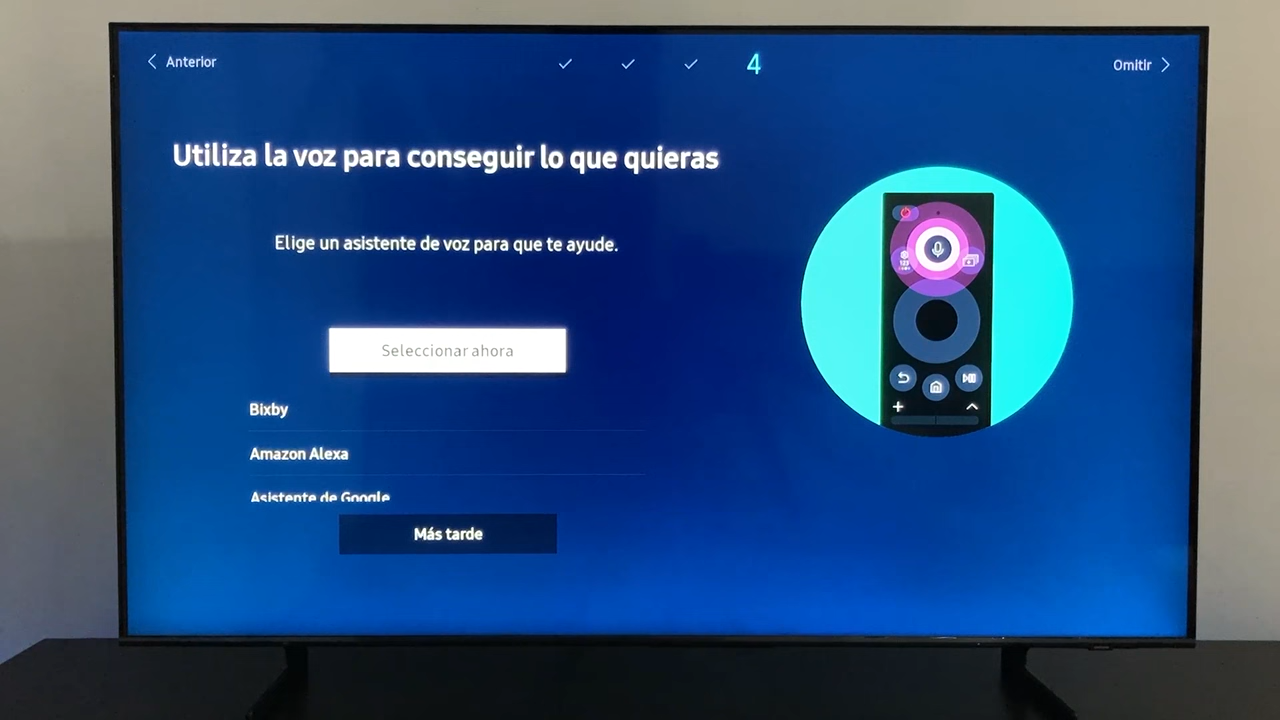 Anterior
4
Omitir
Utiliza la voz para conseguir lo que quieras
Elige un asistente de voz para que te ayude.
Seleccionar ahora
Bixby
Amazon Alexa
Asistente de Google
Más tarde
123